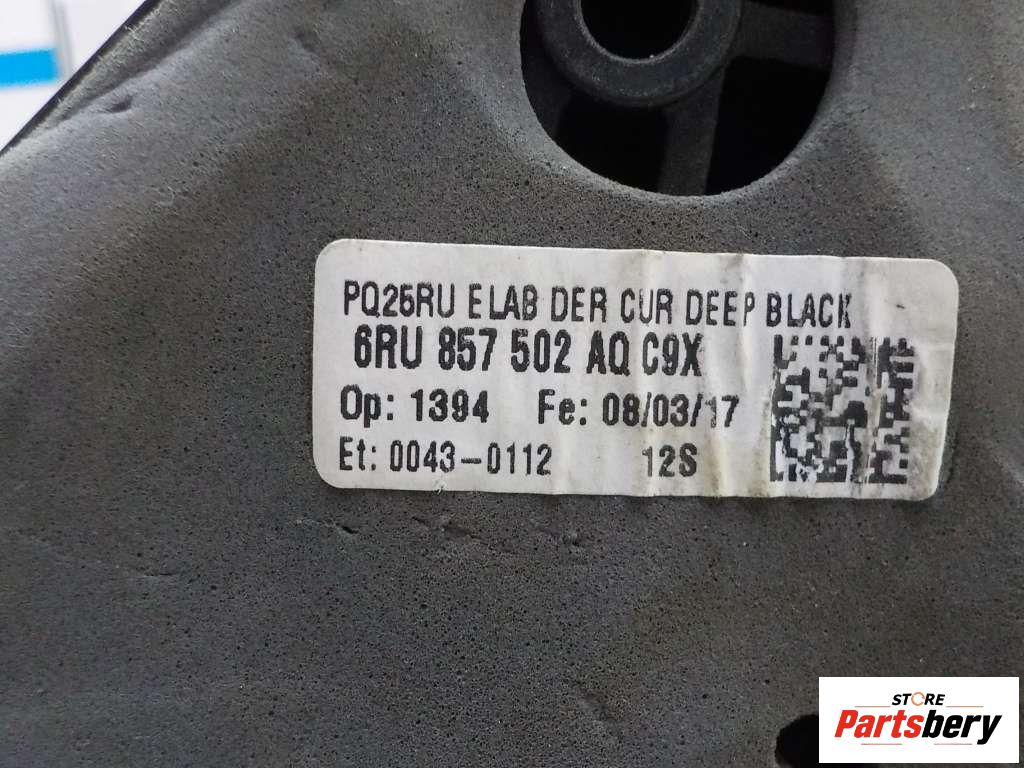 PQ25RU ELAB DER CUR DEEP BLACK
6RU 857 502 AQ C9X
Op: 1394 Fe: 08/03/17
Et: 0043-0112 12S
STORE
Partsbery